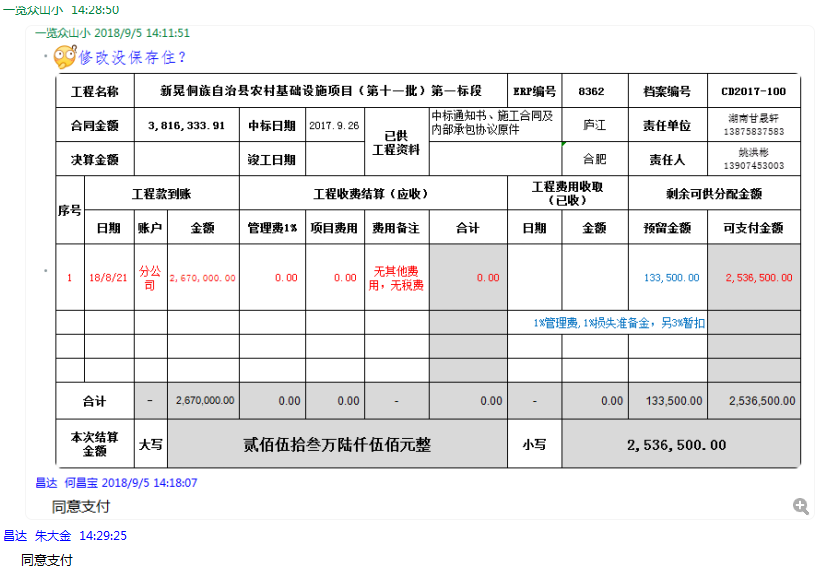 一览众山小 14:28:50
一览众山小 2018/9/5 14:11:51
修改没保存住?
工程名称 新晃侗族自治县农村基础设施项目（第十一批）第一标段 ERP编号 8362 档案编号 CD2017-100
合同金额 3,816,333.91 中标日期 2017.9.26 已供工程资料 中标通知书、施工合同及内部承包协议原件 庐江 责任单位 湖南甘晟轩 13875837583
决算金额 竣工日期 合肥 责任人 姚洪彬 13907453003
序号 工程款到账 工程收费结算（应收） 工程费用收取（已收） 剩余可供分配金额
日期 账户 金额 管理费1% 项目费用 费用备注 合计 日期 金额 预留金额 可支付金额
1 18/8/21 分公司 2,670,000.00 0.00 0.00 无其他费用，无税费 0.00 133,500.00 2,536,500.00
1%管理费,1%损失准备金，另3%暂扣
合计 - 2,670,000.00 0.00 0.00 - 0.00 - 0.00 133,500.00 2,536,500.00
本次结算金额 大写 贰佰伍拾叁万陆仟伍佰元整 小写 2,536,500.00
昌达 何昌宝 2018/9/5 14:18:07
同意支付
昌达 朱大金 14:29:25
同意支付